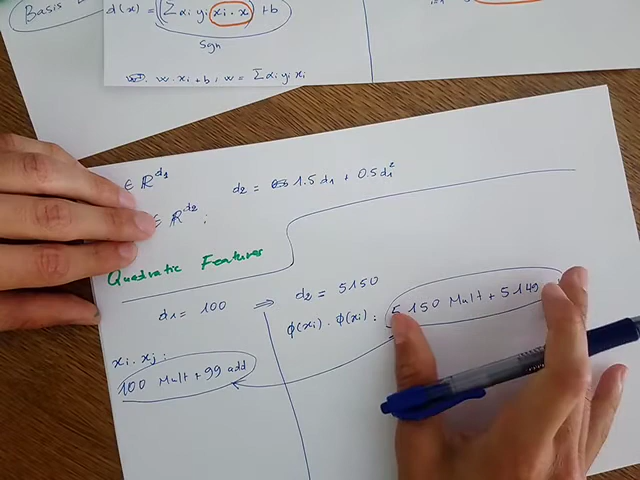 Basis
d(x) = (Σ αi yi xi . x) + b
Sgn
w . xi + b , w = Σ αi yi xi
∈ ℝ^d1
∈ ℝ^d2 ;
d2 = 1.5 d1 + 0.5 d1²
Quadratic Features
d1 = 100 ⇒ d2 = 5150
ϕ(xi) . ϕ(xi) : 5150 Mult + 5149
xi . xj :
100 Mult + 99 add